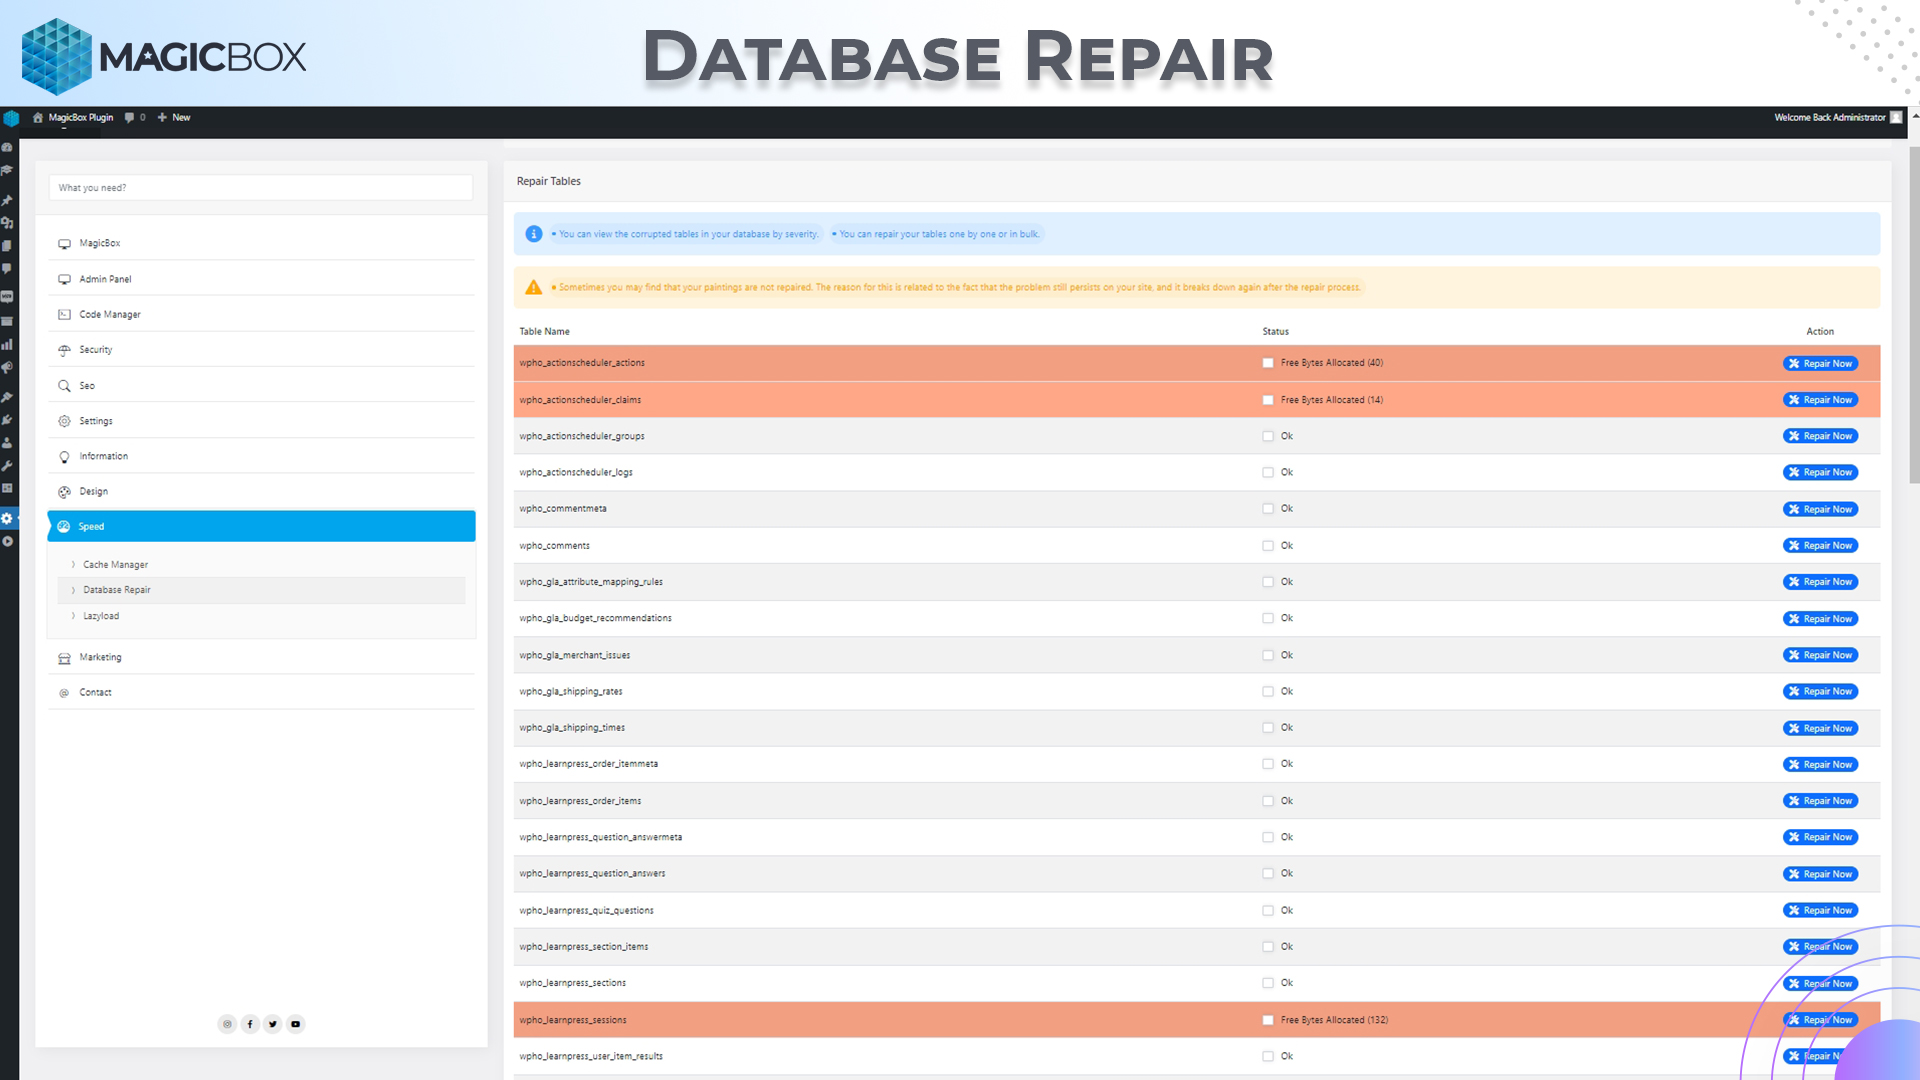 MAGICBOX
DATABASE REPAIR
MagicBox Plugin 0 New
Welcome Back Administrator
What you need?
MagicBox
Admin Panel
Code Manager
Security
Seo
Settings
Information
Design
Speed
Cache Manager
Database Repair
Lazyload
Marketing
Contact
Repair Tables
• You can view the corrupted tables in your database by severity. • You can repair your tables one by one or in bulk.
• Sometimes you may find that your paintings are not repaired. The reason for this is related to the fact that the problem still persists on your site, and it breaks down again after the repair process.
Table Name Status Action
wpho_actionscheduler_actions Free Bytes Allocated (40) Repair Now
wpho_actionscheduler_claims Free Bytes Allocated (14) Repair Now
wpho_actionscheduler_groups Ok Repair Now
wpho_actionscheduler_logs Ok Repair Now
wpho_commentmeta Ok Repair Now
wpho_comments Ok Repair Now
wpho_gla_attribute_mapping_rules Ok Repair Now
wpho_gla_budget_recommendations Ok Repair Now
wpho_gla_merchant_issues Ok Repair Now
wpho_gla_shipping_rates Ok Repair Now
wpho_gla_shipping_times Ok Repair Now
wpho_learnpress_order_itemmeta Ok Repair Now
wpho_learnpress_order_items Ok Repair Now
wpho_learnpress_question_answermeta Ok Repair Now
wpho_learnpress_question_answers Ok Repair Now
wpho_learnpress_quiz_questions Ok Repair Now
wpho_learnpress_section_items Ok Repair Now
wpho_learnpress_sections Ok Repair Now
wpho_learnpress_sessions Free Bytes Allocated (132) Repair Now
wpho_learnpress_user_item_results Ok Repair